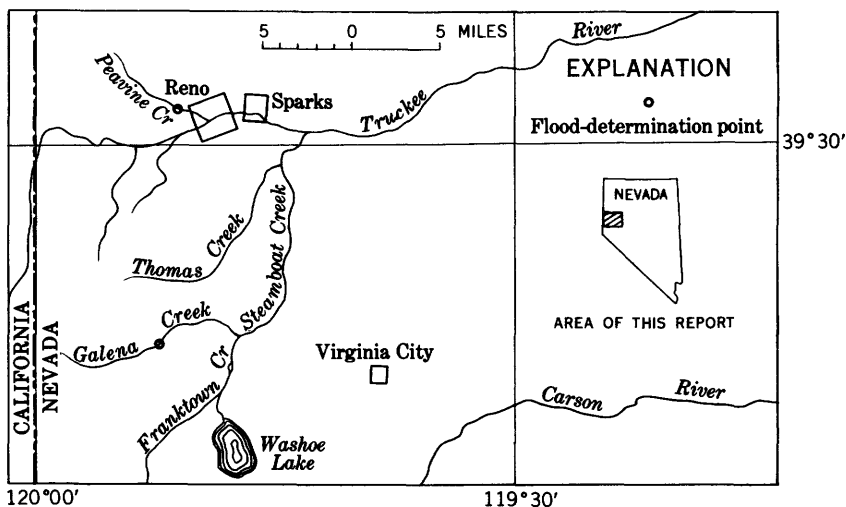 5 0 5 MILES
River
EXPLANATION
Flood-determination point
Peavine Cr
Reno
Sparks
Truckee
39°30'
NEVADA
AREA OF THIS REPORT
Thomas Creek
Steamboat Creek
Galena Creek
Franktown Cr
Virginia City
Washoe
Lake
Carson River
CALIFORNIA
NEVADA
120°00'
119°30'